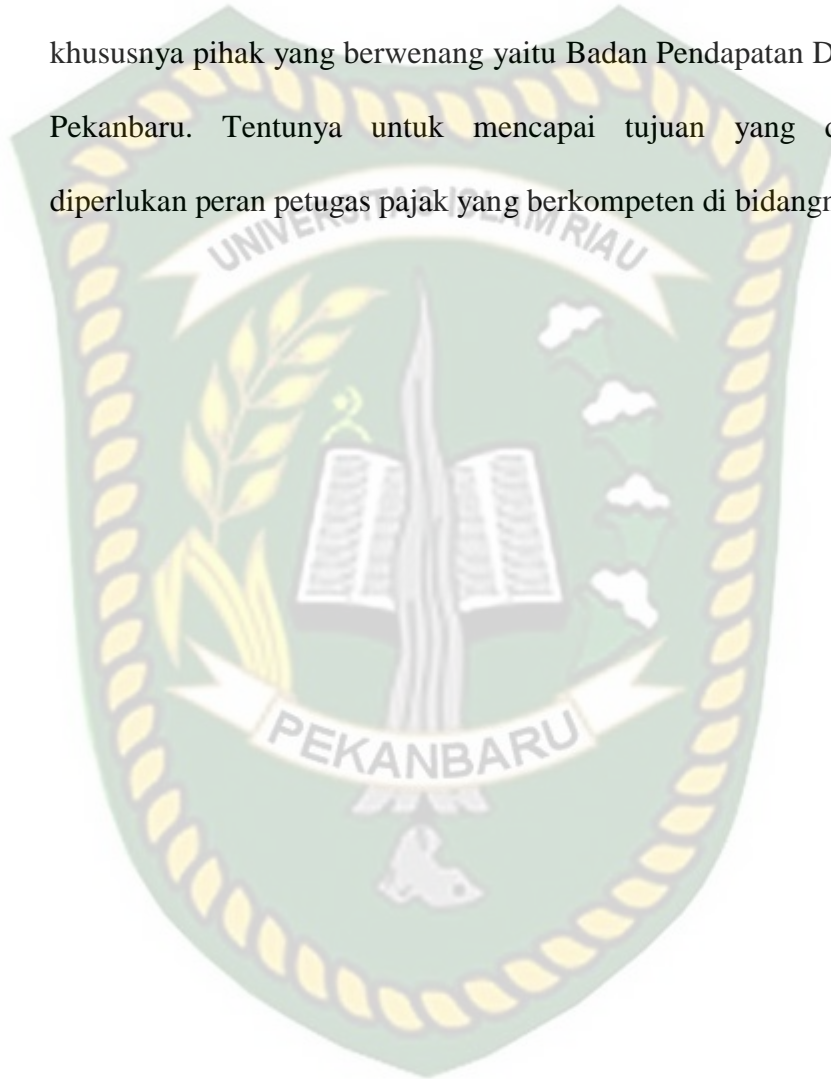 khususnya pihak yang berwenang yaitu Badan Pendapatan
Pekanbaru. Tentunya untuk mencapai tujuan yang
diperlukan peran petugas pajak yang berkompeten di
UNIVERSITAS ISLAM RIAU
PEKANBARU